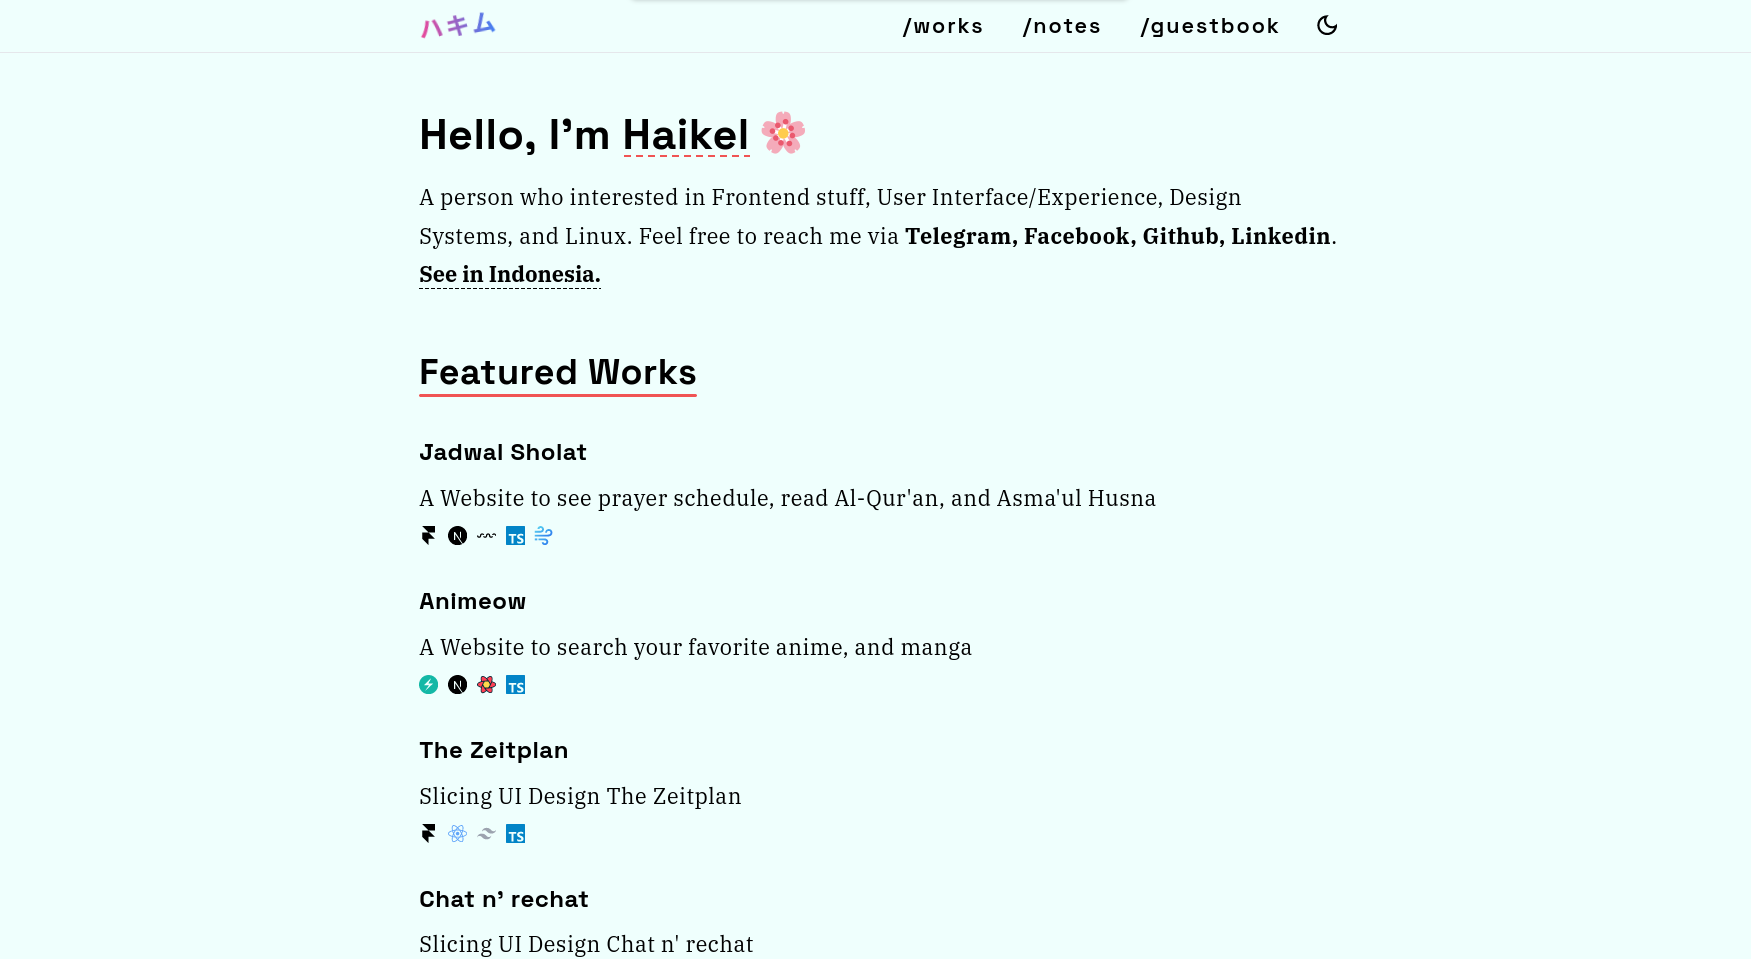 ハキム
/works /notes /guestbook
Hello, I'm Haikel
A person who interested in Frontend stuff, User Interface/Experience, Design
Systems, and Linux. Feel free to reach me via Telegram, Facebook, Github, Linkedin.
See in Indonesia.
Featured Works
Jadwal Sholat
A Website to see prayer schedule, read Al-Qur'an, and Asma'ul Husna
N TS
Animeow
A Website to search your favorite anime, and manga
N TS
The Zeitplan
Slicing UI Design The Zeitplan
TS
Chat n' rechat
Slicing UI Design Chat n' rechat